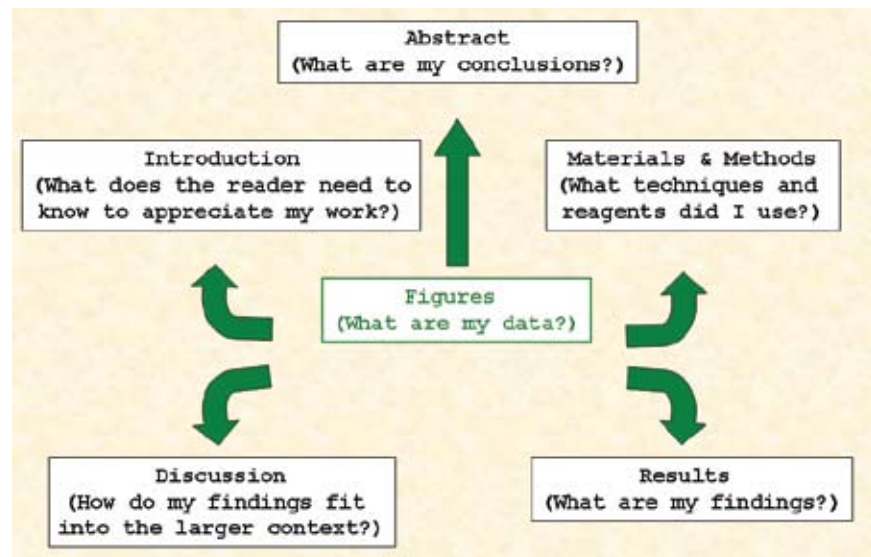 Abstract
(What are my conclusions?)
Introduction
(What does the reader need to
know to appreciate my work?)
Materials & Methods
(What techniques and
reagents did I use?)
Figures
(What are my data?)
Discussion
(How do my findings fit
into the larger context?)
Results
(What are my findings?)